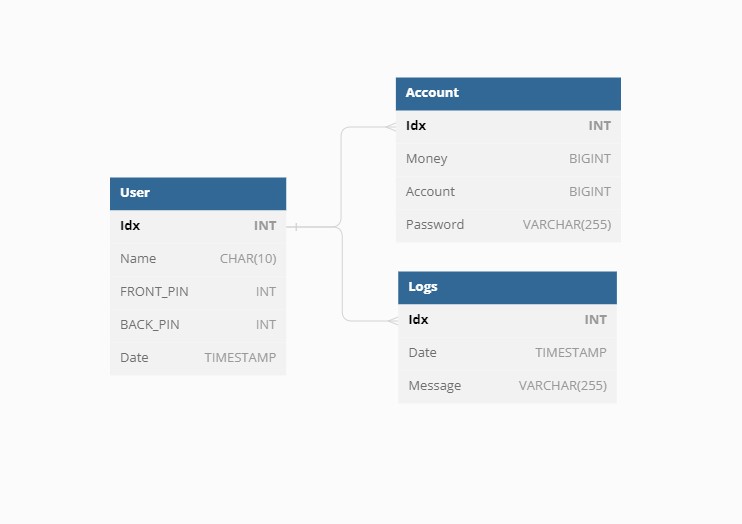 User
Idx INT
Name CHAR(10)
FRONT_PIN INT
BACK_PIN INT
Date TIMESTAMP
Account
Idx INT
Money BIGINT
Account BIGINT
Password VARCHAR(255)
Logs
Idx INT
Date TIMESTAMP
Message VARCHAR(255)